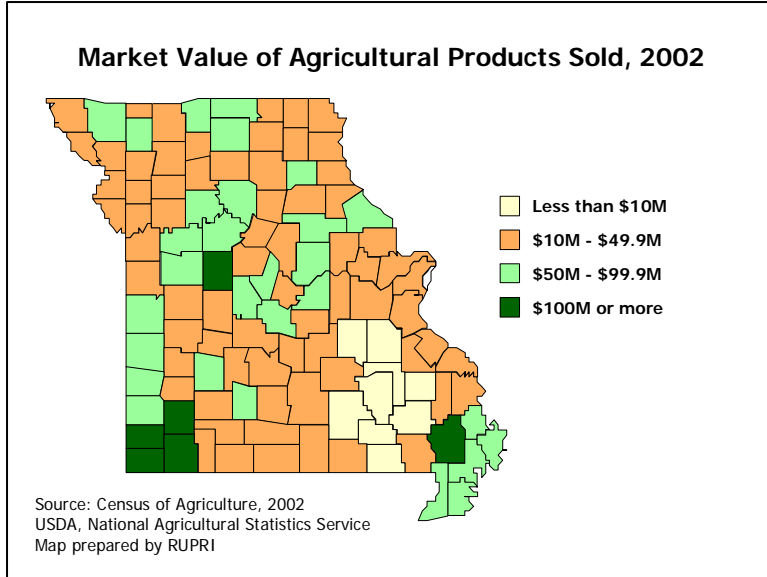 Market Value of Agricultural Products Sold, 2002
Less than $10M
$10M - $49.9M
$50M - $99.9M
$100M or more
Source: Census of Agriculture, 2002
USDA, National Agricultural Statistics Service
Map prepared by RUPRI